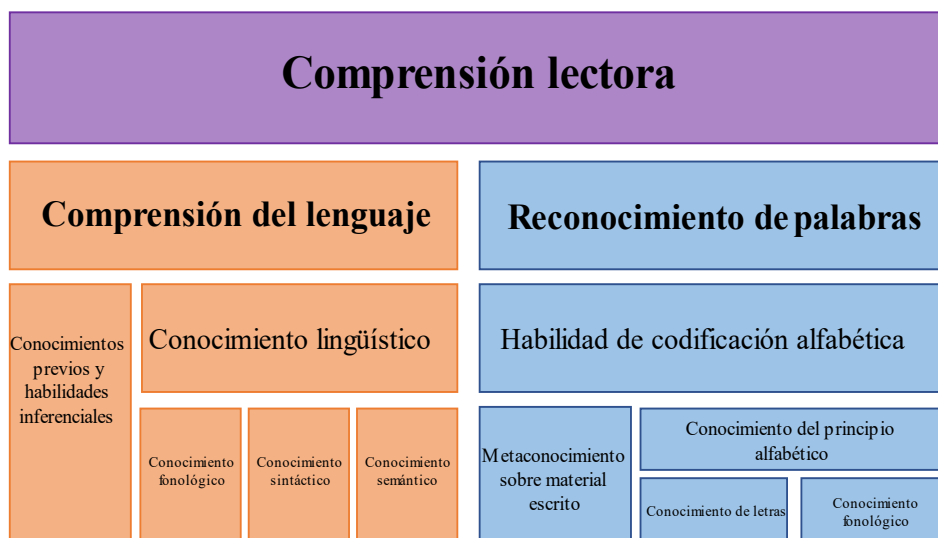 Comprensión lectora
Comprensión del lenguaje
Reconocimiento de palabras
Conocimientos
previos y
habilidades
inferenciales
Conocimiento lingüístico
Habilidad de codificación alfabética
Conocimiento
fonológico
Conocimiento
sintáctico
Conocimiento
semántico
Metaconocimiento
sobre material
escrito
Conocimiento del principio
alfabético
Conocimiento de letras
Conocimiento
fonológico